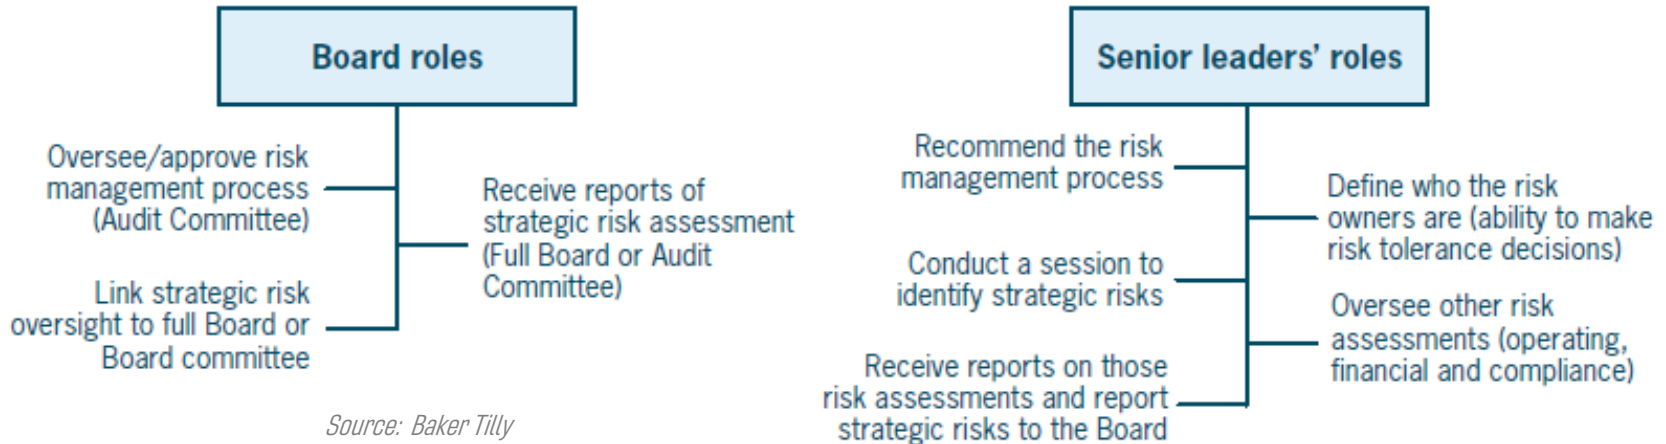 Board roles
Oversee/approve risk
management process
(Audit Committee)
Receive reports of
strategic risk assessment
(Full Board or Audit
Committee)
Link strategic risk
oversight to full Board or
Board committee
Source: Baker Tilly
Senior leaders’ roles
Recommend the risk
management process
Define who the risk
owners are (ability to make
risk tolerance decisions)
Conduct a session to
identify strategic risks
Oversee other risk
assessments (operating,
financial and compliance)
Receive reports on those
risk assessments and report
strategic risks to the Board